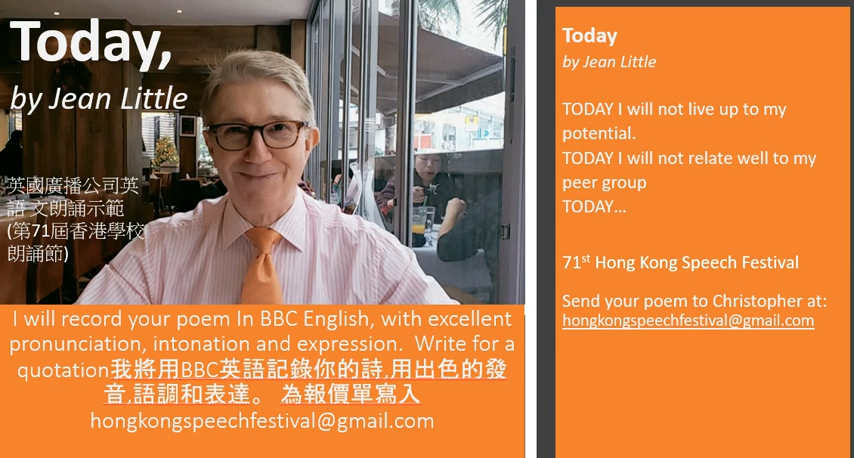 Today,
by Jean Little
英國廣播公司英
語 文朗誦示範
(第71屆香港學校
朗誦節)
I will record your poem In BBC English, with excellent
pronunciation, intonation and expression.  Write for a
quotation我將用BBC英語記錄你的詩,用出色的發
音,語調和表達。 為報價單寫入
hongkongspeechfestival@gmail.com
Today
by Jean Little
TODAY I will not live up to my
potential.
TODAY I will not relate well to my
peer group
TODAY...
71st Hong Kong Speech Festival
Send your poem to Christopher at:
hongkongspeechfestival@gmail.com